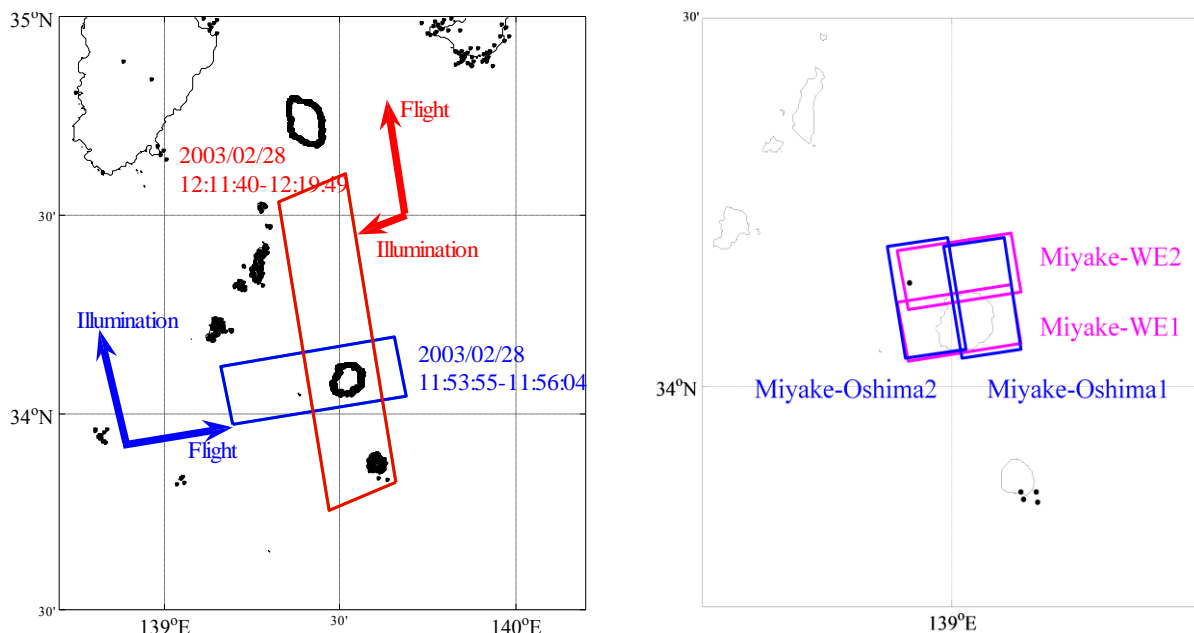 35°N
Flight
2003/02/28
12:11:40-12:19:49
30'
Illumination
Illumination
2003/02/28
11:53:55-11:56:04
34°N
Flight
30'
139°E
30'
140°E
30'
Miyake-WE2
Miyake-WE1
34°N
Miyake-Oshima2
Miyake-Oshima1
139°E